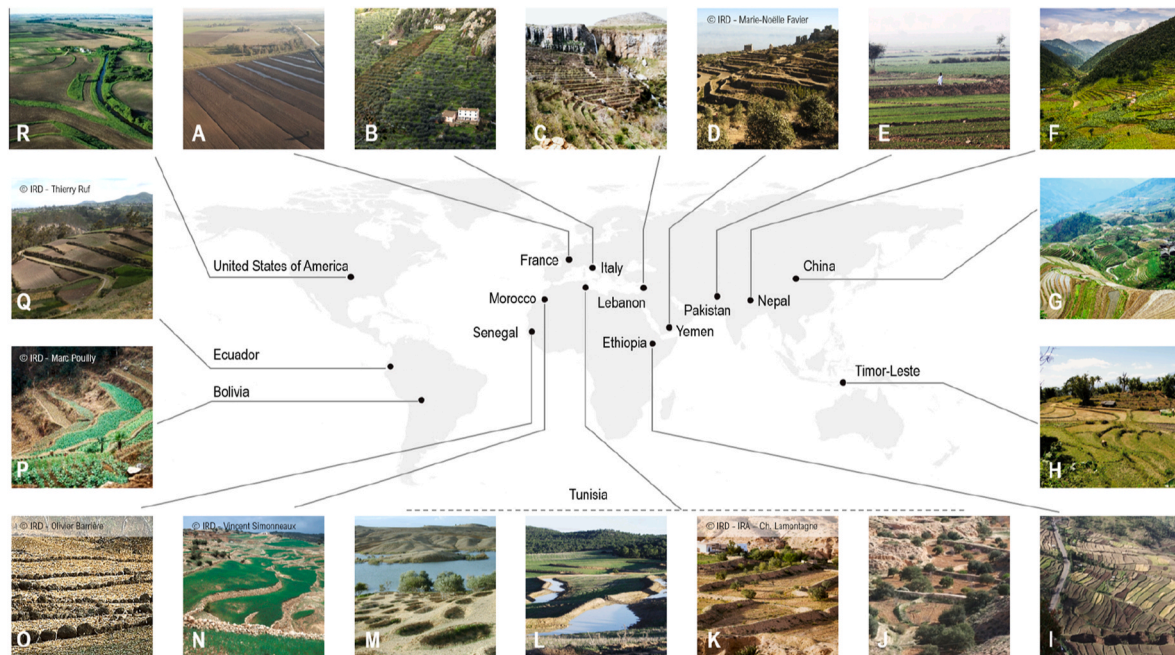 © IRD - Marie-Noëlle Favier
R
A
B
C
D
E
F
© IRD - Thierry Ruf
Q
G
United States of America
France
Italy
China
Morocco
Lebanon
Pakistan
Nepal
Senegal
Ethiopia
Yemen
© IRD - Marc Pouilly
P
Ecuador
Bolivia
Timor-Leste
H
Tunisia
© IRD - Olivier Barrière
© IRD - Vincent Simonneaux
© IRD - IRA - Ch. Lamontagne
O
N
M
L
K
J
I